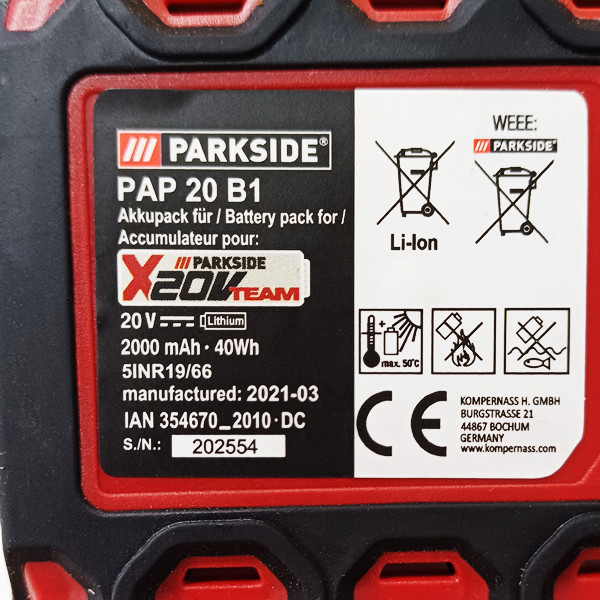 PARKSIDE®
PAP 20 B1
Akkupack für / Battery pack for /
Accumulateur pour:
PARKSIDE
X20V TEAM
20 V Lithium
2000 mAh · 40Wh
5INR19/66
manufactured: 2021-03
IAN 354670_2010 · DC
S./N.: 202554
Li-Ion
WEEE:
PARKSIDE®
max. 50°C
CE
KOMPERNASS H. GMBH
BURGSTRASSE 21
44867 BOCHUM
GERMANY
www.kompernass.com